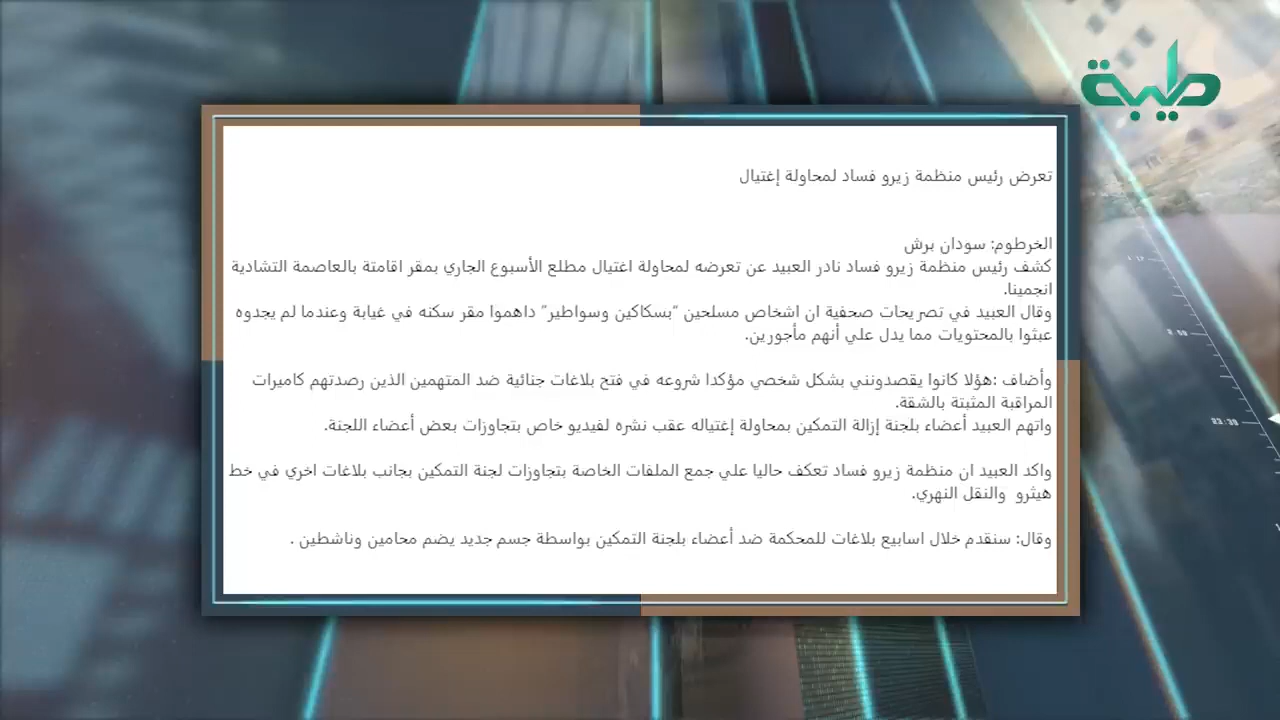 طيبة
تعرض رئيس منظمة زيرو فساد لمحاولة إغتيال
الخرطوم: سودان برش
كشف رئيس منظمة زيرو فساد نادر العبيد عن تعرضه لمحاولة اغتيال مطلع الأسبوع الجاري بمقر اقامتة بالعاصمة التشادية
انجمينا.
وقال العبيد في تصريحات صحفية ان اشخاص مسلحين “بسكاكين وسواطير” داهموا مقر سكنه في غيابة وعندما لم يجدوه
عبثوا بالمحتويات مما يدل علي أنهم مأجورين.
وأضاف :هؤلا كانوا يقصدونني بشكل شخصي مؤكدا شروعه في فتح بلاغات جنائية ضد المتهمين الذين رصدتهم كاميرات
المراقبة المثبتة بالشقة.
واتهم العبيد أعضاء بلجنة إزالة التمكين بمحاولة إغتياله عقب نشره لفيديو خاص بتجاوزات بعض أعضاء اللجنة.
واكد العبيد ان منظمة زيرو فساد تعكف حاليا علي جمع الملفات الخاصة بتجاوزات لجنة التمكين بجانب بلاغات اخري في خط
هيثرو والنقل النهري.
وقال: سنقدم خلال اسابيع بلاغات للمحكمة ضد أعضاء بلجنة التمكين بواسطة جسم جديد يضم محامين وناشطين .